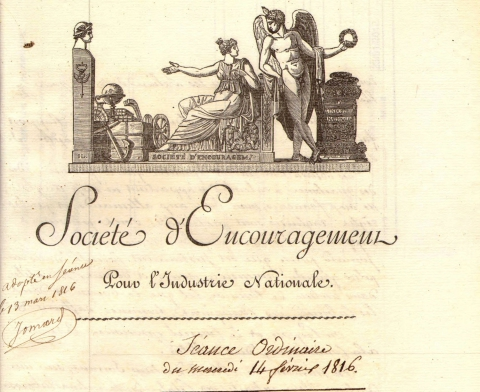 SOCIÉTÉ D'ENCOURAGEM.
Société d'Encouragement
Pour l'Industrie Nationale.
adopté en séance
le 13 mars 1816
Jomard
Séance Ordinaire
du mercredi 14 février 1816.